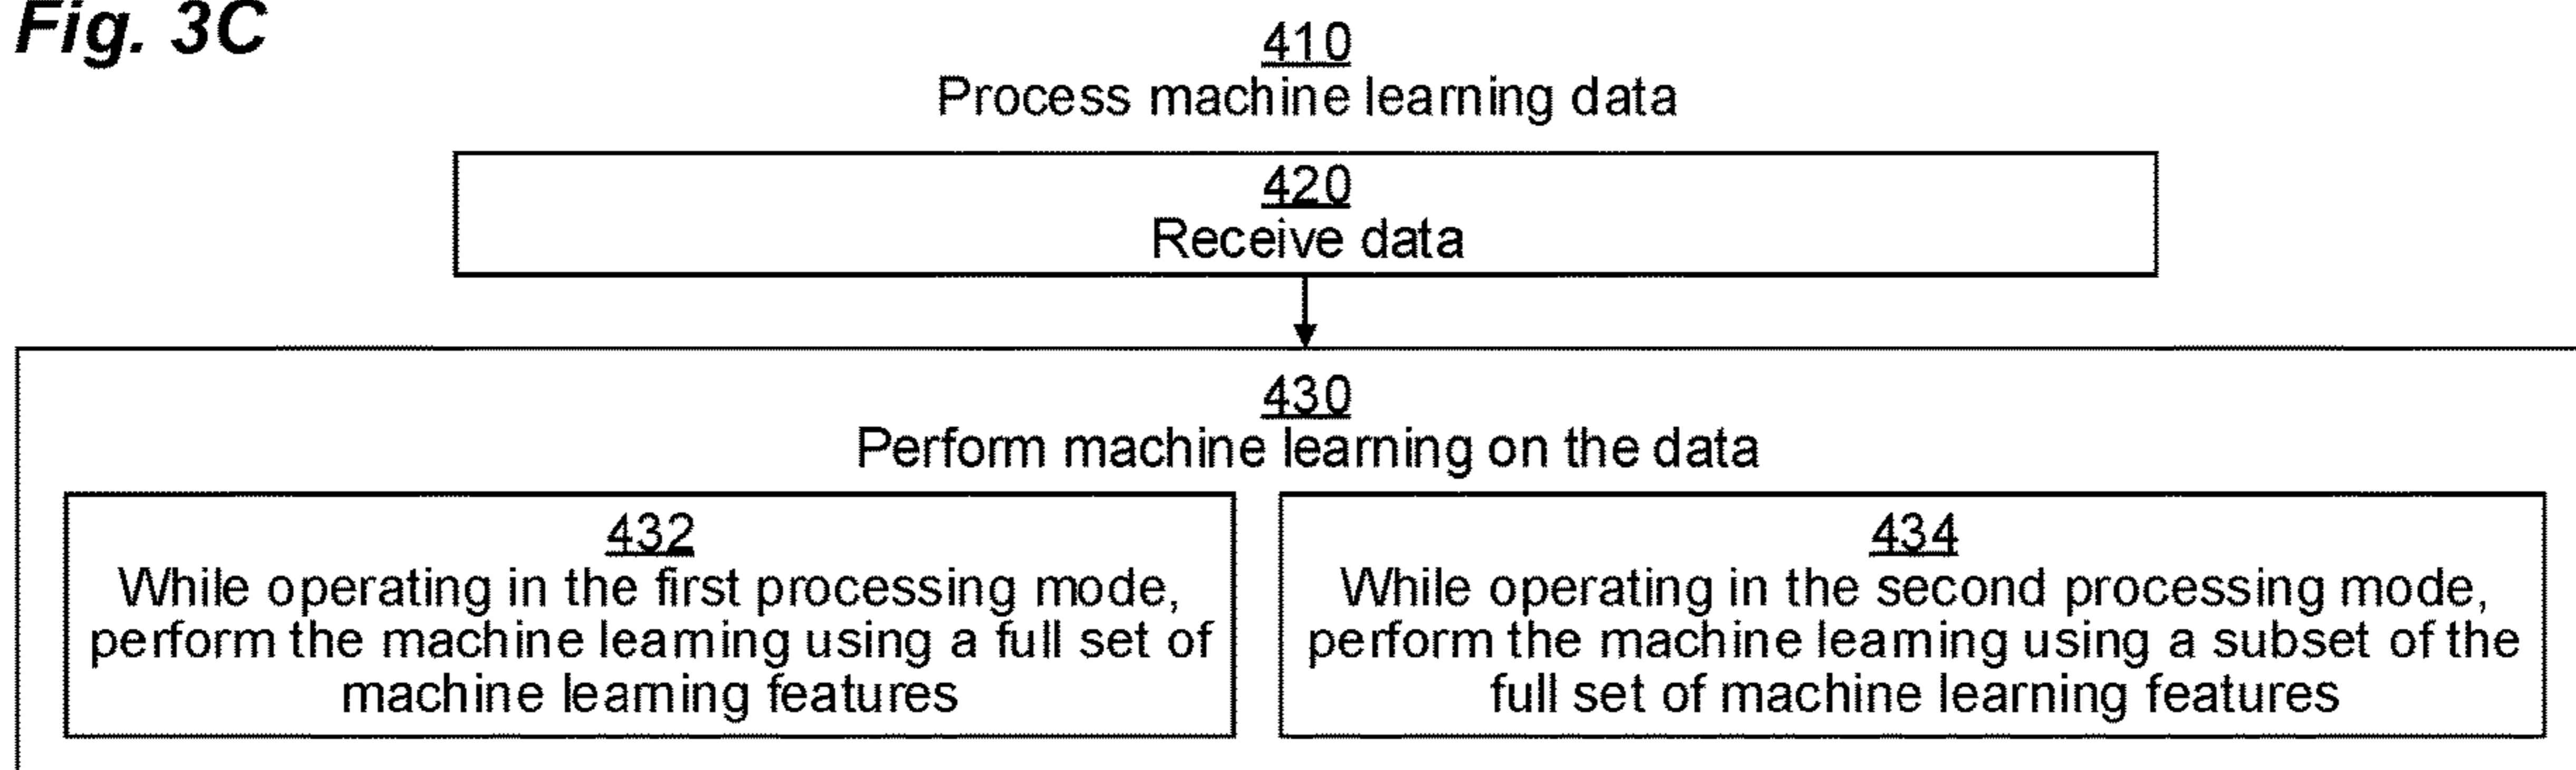 Fig. 3C
410
Process machine learning data
420
Receive data
430
Perform machine learning on the data
432
While operating in the first processing mode,
perform the machine learning using a full set of
machine learning features
434
While operating in the second processing mode,
perform the machine learning using a subset of the
full set of machine learning features